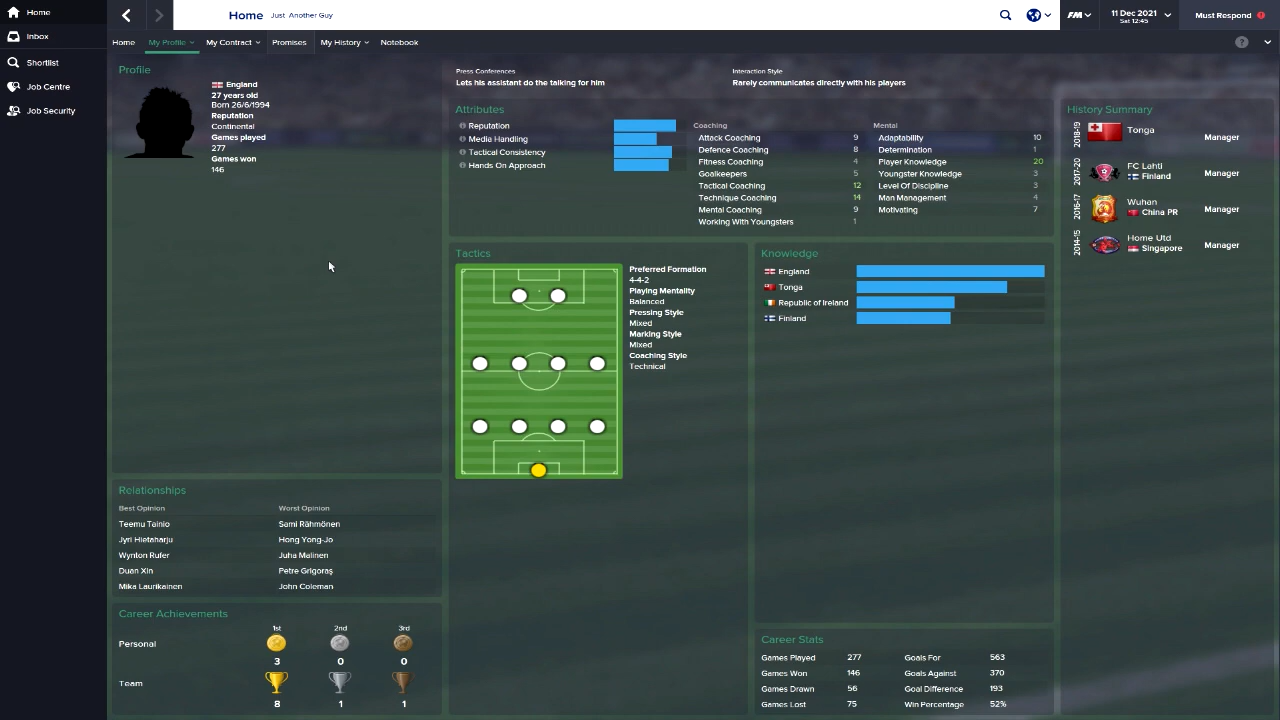 Home
Inbox
Shortlist
Job Centre
Job Security
Home Just Another Guy
FM
11 Dec 2021
Sat 12:45
Must Respond
Home My Profile My Contract Promises My History Notebook
Profile
England
27 years old
Born 26/6/1994
Reputation
Continental
Games played
277
Games won
146
Press Conferences
Lets his assistant do the talking for him
Interaction Style
Rarely communicates directly with his players
Attributes
Reputation
Media Handling
Tactical Consistency
Hands On Approach
Coaching
Attack Coaching 9
Defence Coaching 8
Fitness Coaching 4
Goalkeepers 5
Tactical Coaching 12
Technique Coaching 14
Mental Coaching 9
Working With Youngsters 1
Mental
Adaptability 10
Determination 1
Player Knowledge 20
Youngster Knowledge 3
Level Of Discipline 3
Man Management 4
Motivating 7
History Summary
2018-19 Tonga Manager
2017-20 FC Lahti Finland Manager
2016-17 Wuhan China PR Manager
2014-15 Home Utd Singapore Manager
Tactics
Preferred Formation
4-4-2
Playing Mentality
Balanced
Pressing Style
Mixed
Marking Style
Mixed
Coaching Style
Technical
Knowledge
England
Tonga
Republic of Ireland
Finland
Relationships
Best Opinion Worst Opinion
Teemu Tainio Sami Rähmönen
Jyri Hietaharju Hong Yong-Jo
Wynton Rufer Juha Malinen
Duan Xin Petre Grigoraş
Mika Laurikainen John Coleman
Career Achievements
1st 2nd 3rd
Personal
3 0 0
Team
8 1 1
Career Stats
Games Played 277 Goals For 563
Games Won 146 Goals Against 370
Games Drawn 56 Goal Difference 193
Games Lost 75 Win Percentage 52%